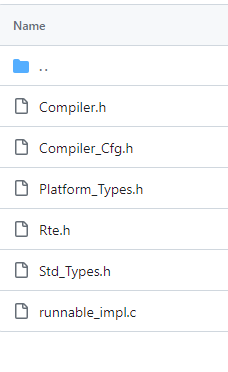 Name
..
Compiler.h
Compiler_Cfg.h
Platform_Types.h
Rte.h
Std_Types.h
runnable_impl.c